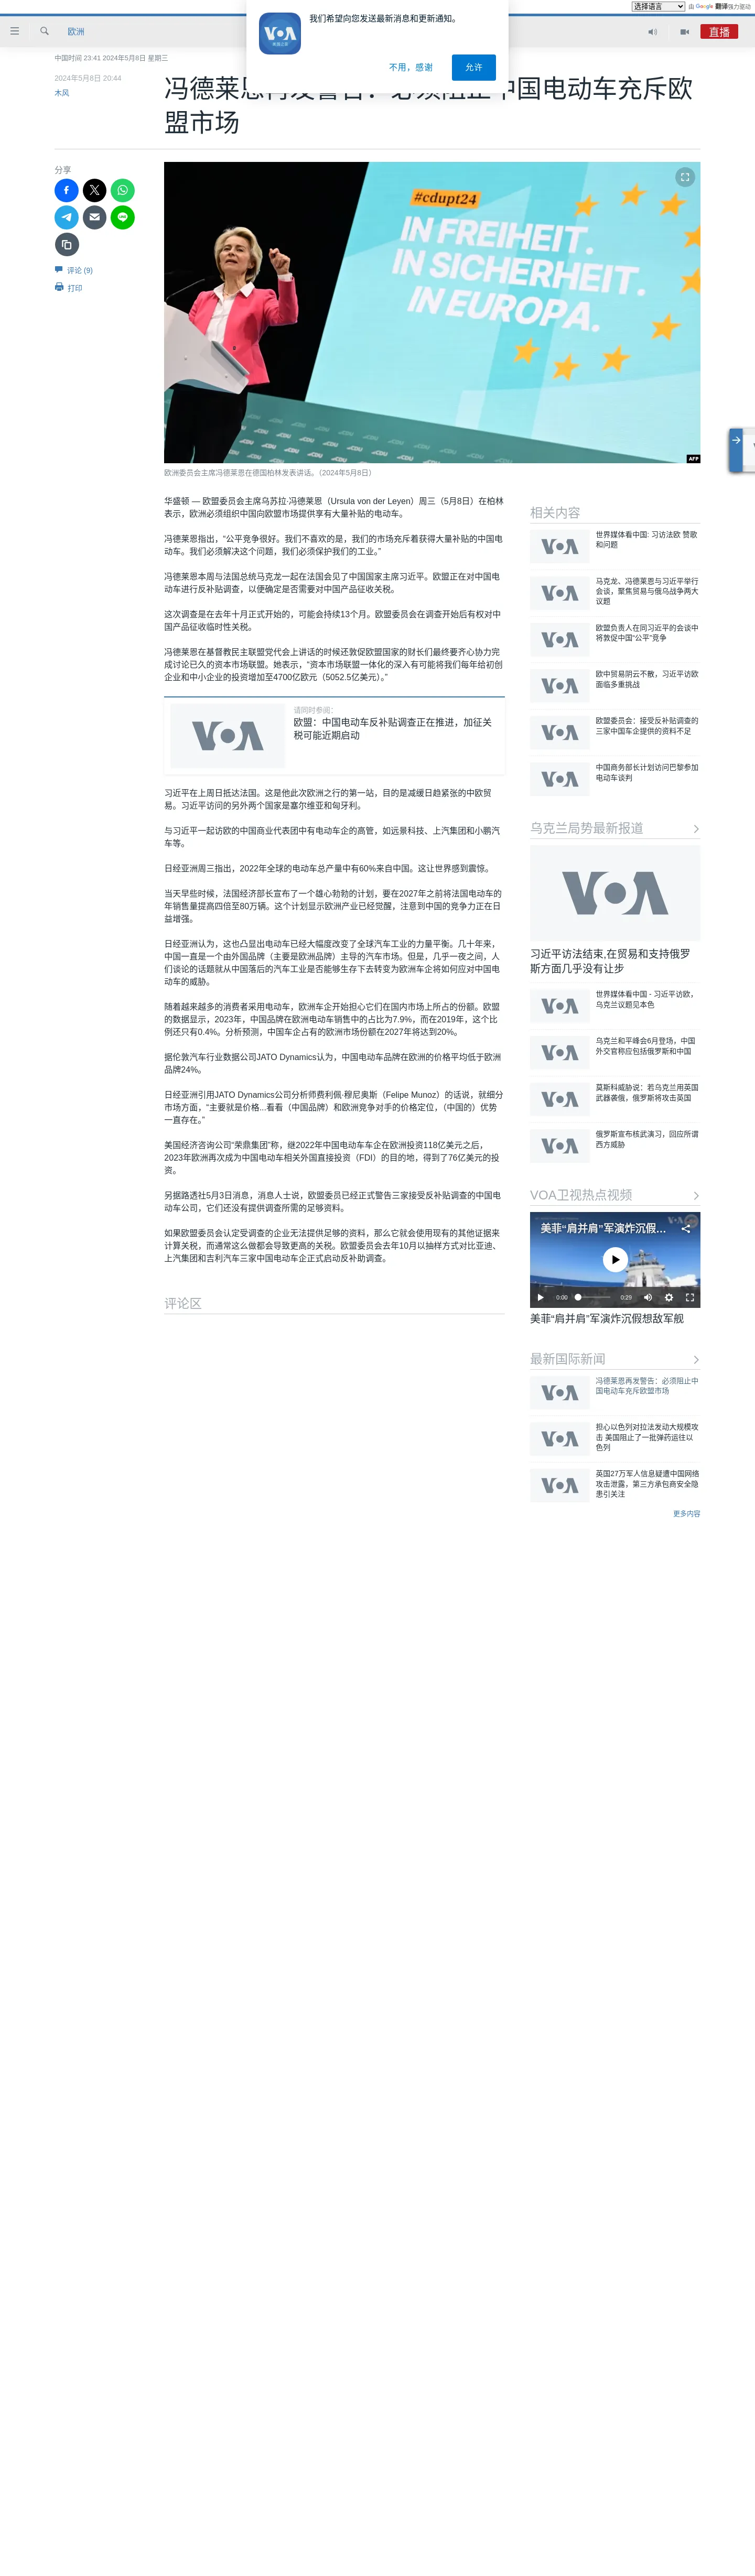 选择语言
由 Google 翻译强力驱动
我们希望向您发送最新消息和更新通知。
不用，感谢
允许
欧洲
直播
中国时间 23:41 2024年5月8日 星期三
2024年5月8日 20:44
木风
冯德莱恩再发警告：必须阻止中国电动车充斥欧
盟市场
分享
评论 (9)
打印
#cdupt24
IN FREIHEIT.
IN SICHERHEIT.
IN EUROPA.
AFP
欧洲委员会主席冯德莱恩在德国柏林发表讲话。（2024年5月8日）
华盛顿 — 欧盟委员会主席乌苏拉·冯德莱恩（Ursula von der Leyen）周三（5月8日）在柏林
表示，欧洲必须组织中国向欧盟市场提供享有大量补贴的电动车。
冯德莱恩指出，“公平竞争很好。我们不喜欢的是，我们的市场充斥着获得大量补贴的中国电
动车。我们必须解决这个问题，我们必须保护我们的工业。”
冯德莱恩本周与法国总统马克龙一起在法国会见了中国国家主席习近平。欧盟正在对中国电
动车进行反补贴调查，以便确定是否需要对中国产品征收关税。
这次调查是在去年十月正式开始的，可能会持续13个月。欧盟委员会在调查开始后有权对中
国产品征收临时性关税。
冯德莱恩在基督教民主联盟党代会上讲话的时候还敦促欧盟国家的财长们最终要齐心协力完
成讨论已久的资本市场联盟。她表示，“资本市场联盟一体化的深入有可能将我们每年给初创
企业和中小企业的投资增加至4700亿欧元（5052.5亿美元）。”
VOA
请同时参阅：
欧盟：中国电动车反补贴调查正在推进，加征关
税可能近期启动
习近平在上周日抵达法国。这是他此次欧洲之行的第一站，目的是减缓日趋紧张的中欧贸
易。习近平访问的另外两个国家是塞尔维亚和匈牙利。
与习近平一起访欧的中国商业代表团中有电动车企的高管，如远景科技、上汽集团和小鹏汽
车等。
日经亚洲周三指出，2022年全球的电动车总产量中有60%来自中国。这让世界感到震惊。
当天早些时候，法国经济部长宣布了一个雄心勃勃的计划，要在2027年之前将法国电动车的
年销售量提高四倍至80万辆。这个计划显示欧洲产业已经觉醒，注意到中国的竞争力正在日
益增强。
日经亚洲认为，这也凸显出电动车已经大幅度改变了全球汽车工业的力量平衡。几十年来，
中国一直是一个由外国品牌（主要是欧洲品牌）主导的汽车市场。但是，几乎一夜之间，人
们谈论的话题就从中国落后的汽车工业是否能够生存下去转变为欧洲车企将如何应对中国电
动车的威胁。
随着越来越多的消费者采用电动车，欧洲车企开始担心它们在国内市场上所占的份额。欧盟
的数据显示，2023年，中国品牌在欧洲电动车销售中的占比为7.9%，而在2019年，这个比
例还只有0.4%。分析预测，中国车企占有的欧洲市场份额在2027年将达到20%。
据伦敦汽车行业数据公司JATO Dynamics认为，中国电动车品牌在欧洲的价格平均低于欧洲
品牌24%。
日经亚洲引用JATO Dynamics公司分析师费利佩·穆尼奥斯（Felipe Munoz）的话说，就细分
市场方面，“主要就是价格...看看（中国品牌）和欧洲竞争对手的价格定位，（中国的）优势
一直存在。”
美国经济咨询公司“荣鼎集团”称，继2022年中国电动车车企在欧洲投资118亿美元之后，
2023年欧洲再次成为中国电动车相关外国直接投资（FDI）的目的地，得到了76亿美元的投
资。
另据路透社5月3日消息，消息人士说，欧盟委员已经正式警告三家接受反补贴调查的中国电
动车公司，它们还没有提供调查所需的足够资料。
如果欧盟委员会认定受调查的企业无法提供足够的资料，那么它就会使用现有的其他证据来
计算关税，而通常这么做都会导致更高的关税。欧盟委员会去年10月以抽样方式对比亚迪、
上汽集团和吉利汽车三家中国电动车企正式启动反补助调查。
评论区
相关内容
世界媒体看中国: 习访法欧 赞歌
和问题
马克龙、冯德莱恩与习近平举行
会谈，聚焦贸易与俄乌战争两大
议题
欧盟负责人在同习近平的会谈中
将敦促中国“公平”竞争
欧中贸易阴云不散，习近平访欧
面临多重挑战
欧盟委员会：接受反补贴调查的
三家中国车企提供的资料不足
中国商务部长计划访问巴黎参加
电动车谈判
乌克兰局势最新报道
VOA
习近平访法结束,在贸易和支持俄罗
斯方面几乎没有让步
世界媒体看中国 - 习近平访欧，
乌克兰议题见本色
乌克兰和平峰会6月登场，中国
外交官称应包括俄罗斯和中国
莫斯科威胁说：若乌克兰用英国
武器袭俄，俄罗斯将攻击英国
俄罗斯宣布核武演习，回应所谓
西方威胁
VOA卫视热点视频
美菲“肩并肩”军演炸沉假...
0:00
0:29
美菲“肩并肩”军演炸沉假想敌军舰
最新国际新闻
冯德莱恩再发警告：必须阻止中
国电动车充斥欧盟市场
担心以色列对拉法发动大规模攻
击 美国阻止了一批弹药运往以
色列
英国27万军人信息疑遭中国网络
攻击泄露，第三方承包商安全隐
患引关注
更多内容